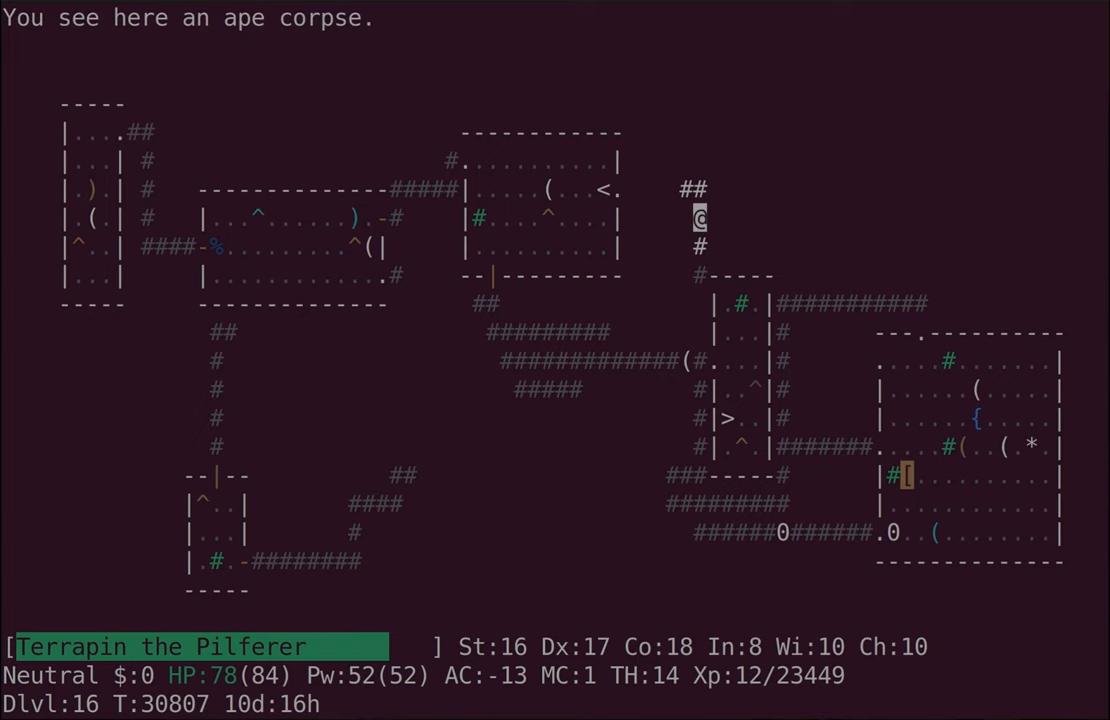 You see here an ape corpse.
[Terrapin the Pilferer ] St:16 Dx:17 Co:18 In:8 Wi:10 Ch:10
Neutral $:0 HP:78(84) Pw:52(52) AC:-13 MC:1 TH:14 Xp:12/23449
Dlvl:16 T:30807 10d:16h